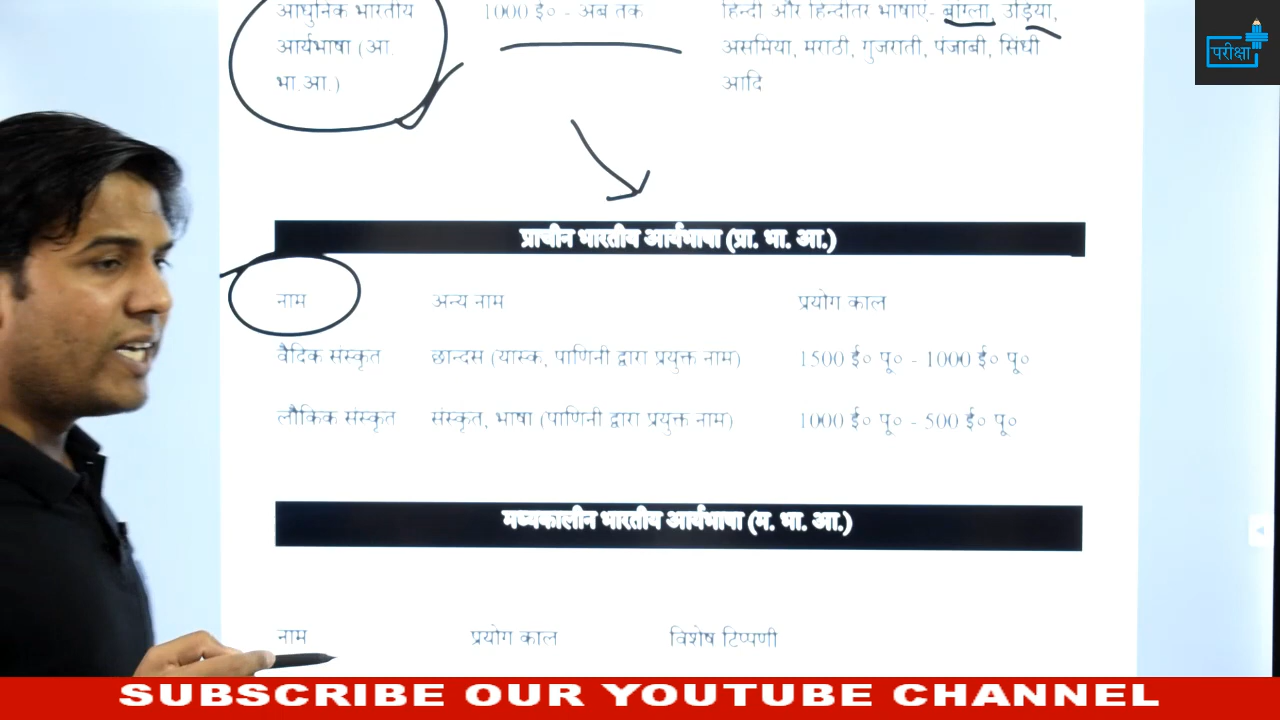 आधुनिक भारतीय 1000 ई० - अब तक हिन्दी और हिन्दीतर भाषाएं- बांग्ला, उड़िया,
आर्यभाषा (आ. असमिया, मराठी, गुजराती, पंजाबी, सिंधी
भा.आ.) आदि
परीक्षा
प्राचीन भारतीय आर्यभाषा (प्रा. भा. आ.)
नाम अन्य नाम प्रयोग काल
वैदिक संस्कृत छान्दस (यास्क, पाणिनी द्वारा प्रयुक्त नाम) 1500 ई० पू० - 1000 ई० पू०
लौकिक संस्कृत संस्कृत, भाषा (पाणिनी द्वारा प्रयुक्त नाम) 1000 ई० पू० - 500 ई० पू०
मध्यकालीन भारतीय आर्यभाषा (म. भा. आ.)
नाम प्रयोग काल विशेष टिप्पणी
SUBSCRIBE OUR YOUTUBE CHANNEL